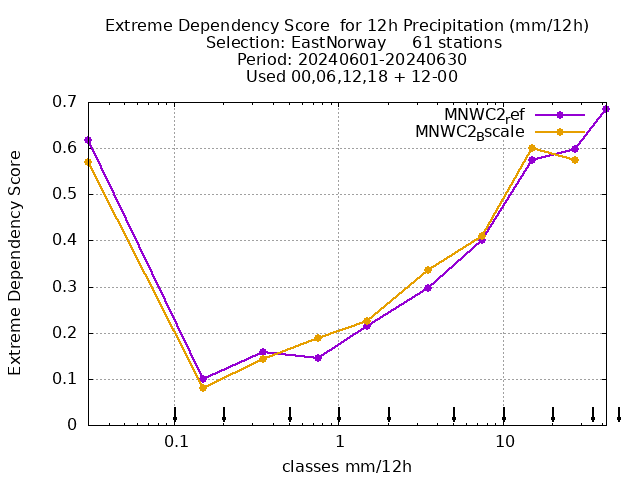 Extreme Dependency Score  for 12h Precipitation (mm/12h)
Selection: EastNorway     61 stations
Period: 20240601-20240630
Used 00,06,12,18 + 12-00
MNWC2_ref
MNWC2_Bscale
0.7
0.6
0.5
0.4
0.3
0.2
0.1
0
Extreme Dependency Score
0.1
1
10
classes mm/12h